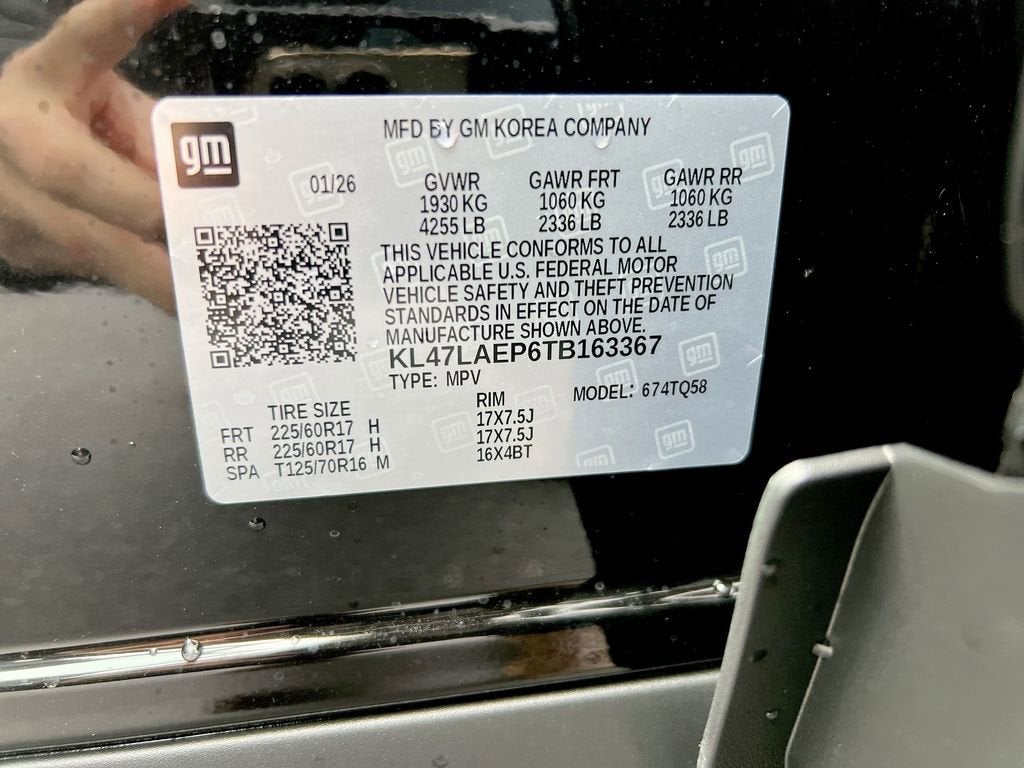 gm
MFD BY GM KOREA COMPANY
01/26 GVWR GAWR FRT GAWR RR
1930 KG 1060 KG 1060 KG
4255 LB 2336 LB 2336 LB
THIS VEHICLE CONFORMS TO ALL
APPLICABLE U.S. FEDERAL MOTOR
VEHICLE SAFETY AND THEFT PREVENTION
STANDARDS IN EFFECT ON THE DATE OF
MANUFACTURE SHOWN ABOVE.
KL47LAEP6TB163367
TYPE: MPV MODEL: 674TQ58
TIRE SIZE RIM
FRT 225/60R17 H 17X7.5J
RR 225/60R17 H 17X7.5J
SPA T125/70R16 M 16X4BT